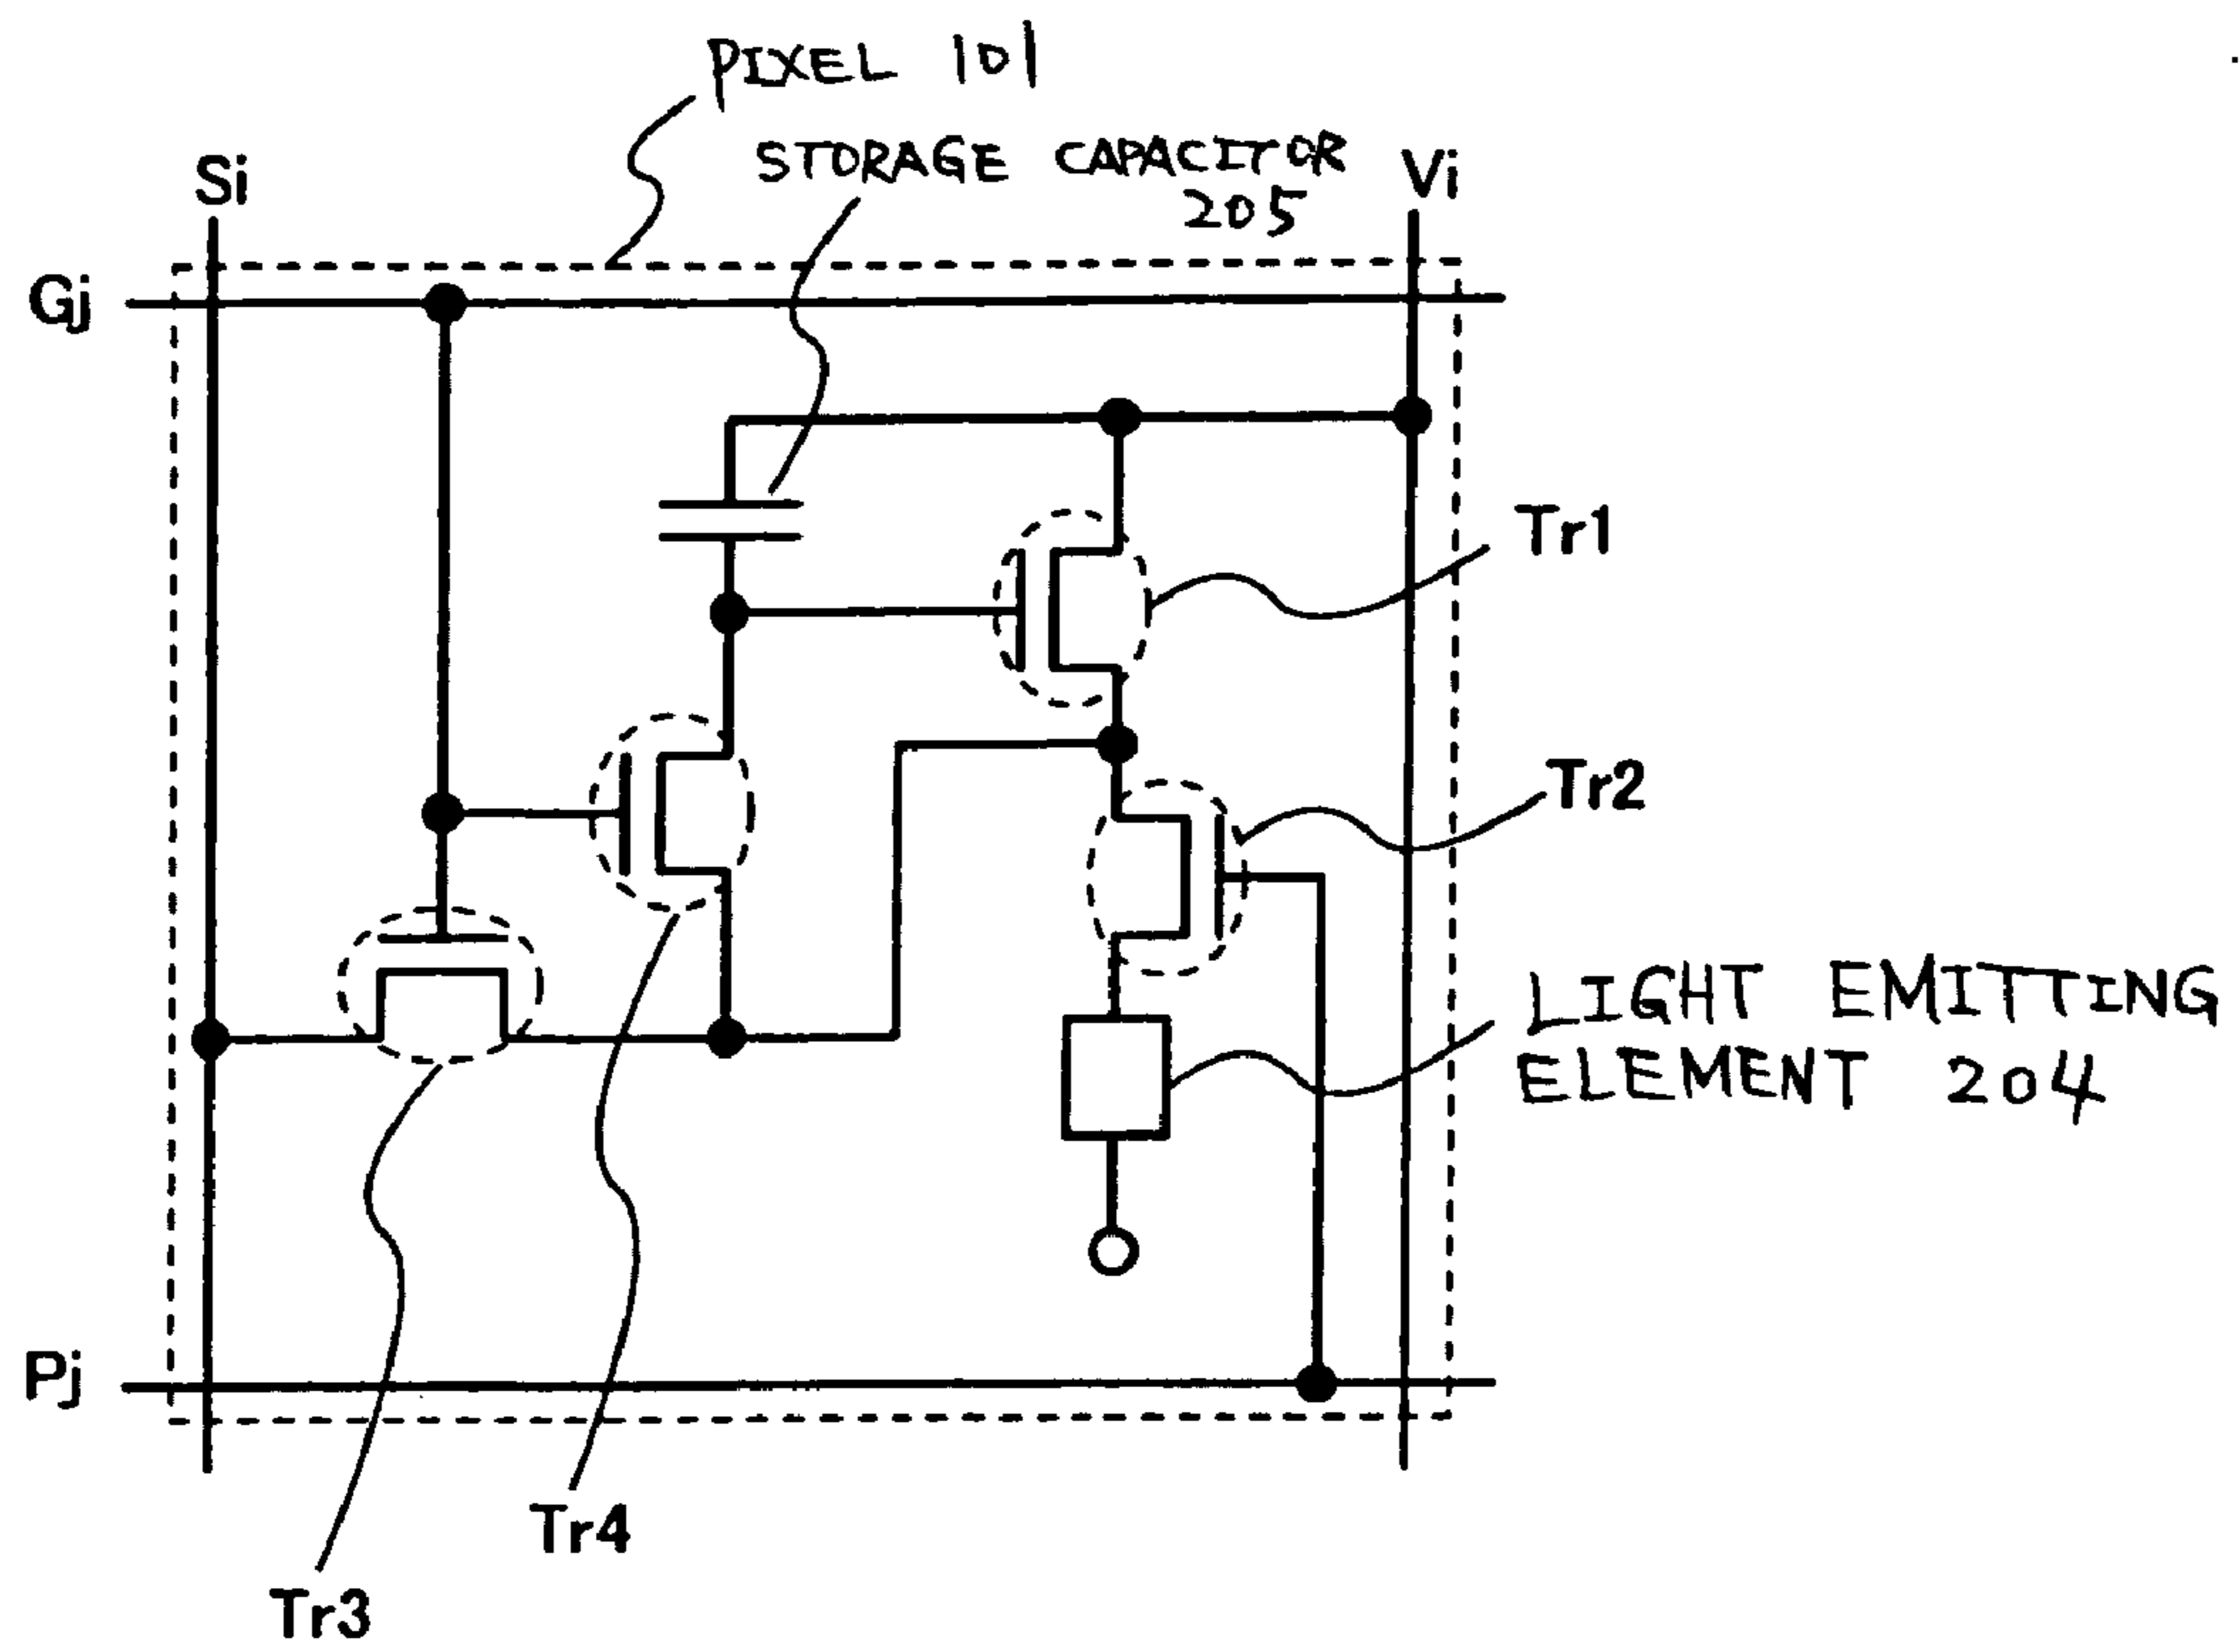 PIXEL 101
STORAGE CAPACITOR
205
Si
Vi
Gj
Tr1
Tr2
LIGHT EMITTING
ELEMENT 204
Pj
Tr4
Tr3